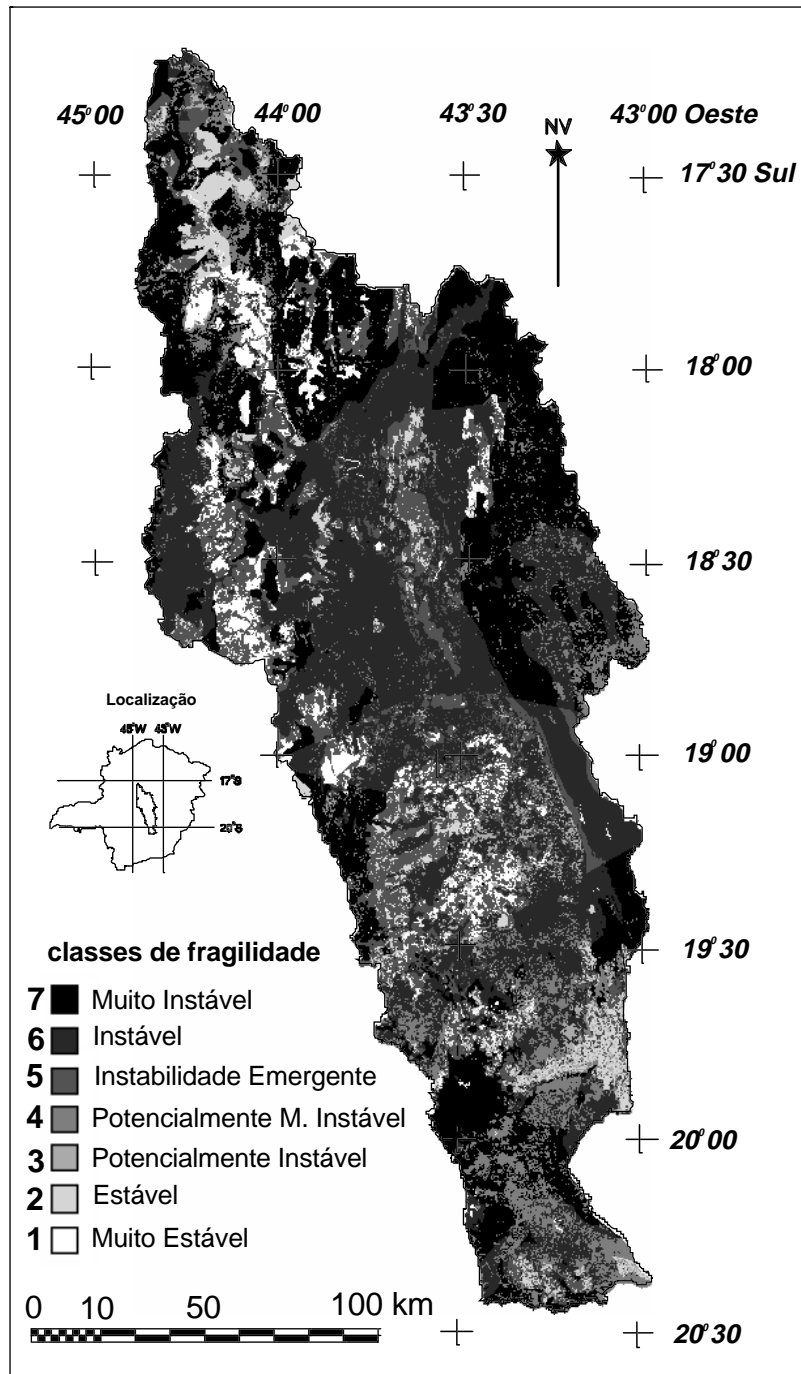 45°00 44°00 43°30 43°00 Oeste
NV
17°30 Sul
18°00
18°30
Localização
45°W 43°W
19°00
17°S
20°S
19°30
classes de fragilidade
7 Muito Instável
6 Instável
5 Instabilidade Emergente
4 Potencialmente M. Instável
3 Potencialmente Instável
20°00
2 Estável
1 Muito Estável
0 10 50 100 km
20°30